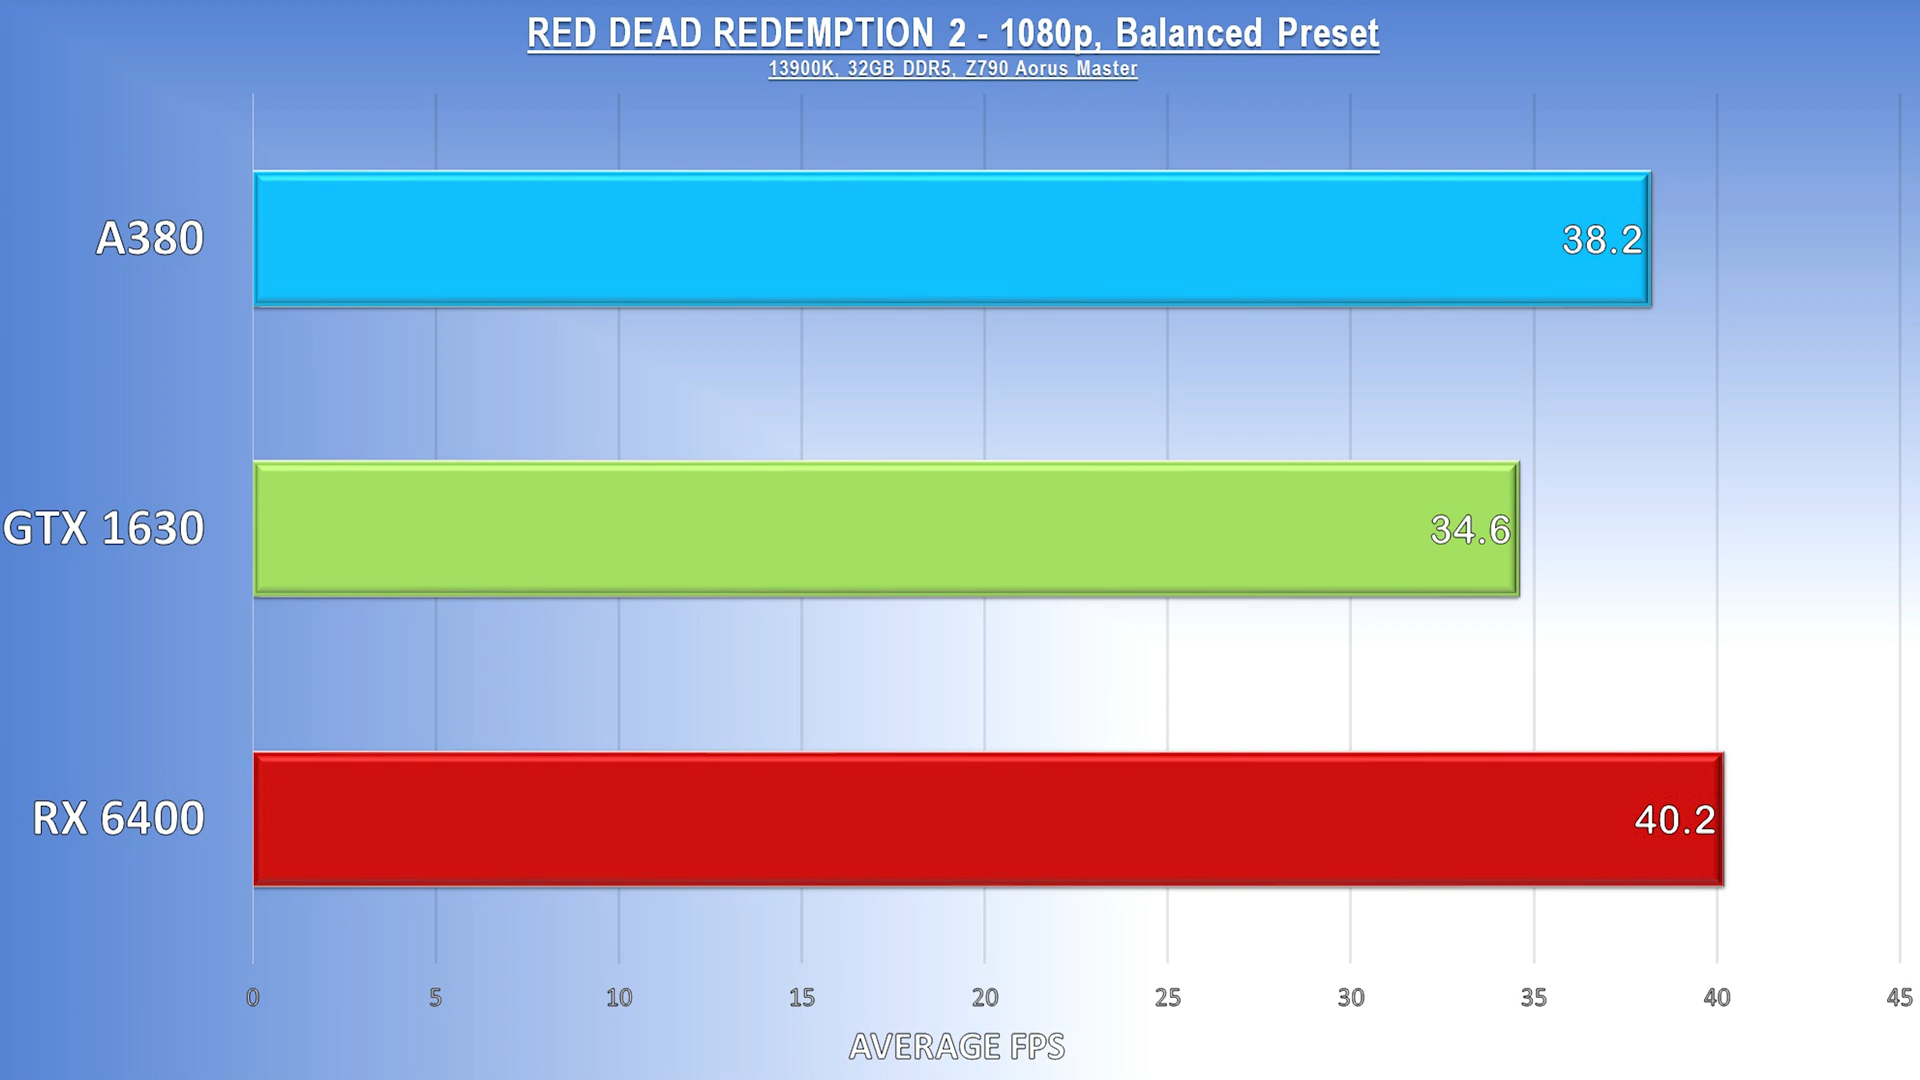 RED DEAD REDEMPTION 2 - 1080p, Balanced Preset
13900K, 32GB DDR5, Z790 Aorus Master
A380
38.2
GTX 1630
34.6
RX 6400
40.2
0 5 10 15 20 25 30 35 40 45
AVERAGE FPS